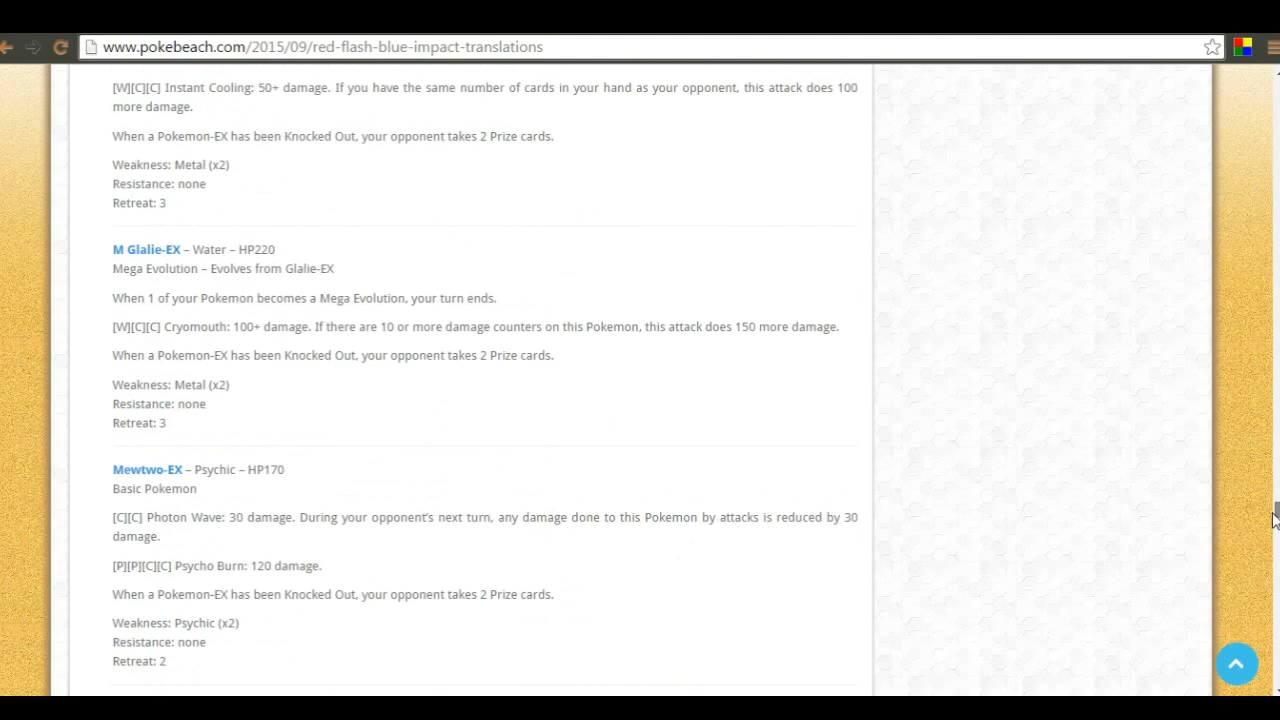 www.pokebeach.com/2015/09/red-flash-blue-impact-translations
[W][C][C] Instant Cooling: 50+ damage. If you have the same number of cards in your hand as your opponent, this attack does 100
more damage.
When a Pokemon-EX has been Knocked Out, your opponent takes 2 Prize cards.
Weakness: Metal (x2)
Resistance: none
Retreat: 3
M Glalie-EX – Water – HP220
Mega Evolution – Evolves from Glalie-EX
When 1 of your Pokemon becomes a Mega Evolution, your turn ends.
[W][C][C] Cryomouth: 100+ damage. If there are 10 or more damage counters on this Pokemon, this attack does 150 more damage.
When a Pokemon-EX has been Knocked Out, your opponent takes 2 Prize cards.
Weakness: Metal (x2)
Resistance: none
Retreat: 3
Mewtwo-EX – Psychic – HP170
Basic Pokemon
[C][C] Photon Wave: 30 damage. During your opponent's next turn, any damage done to this Pokemon by attacks is reduced by 30
damage.
[P][P][C][C] Psycho Burn: 120 damage.
When a Pokemon-EX has been Knocked Out, your opponent takes 2 Prize cards.
Weakness: Psychic (x2)
Resistance: none
Retreat: 2